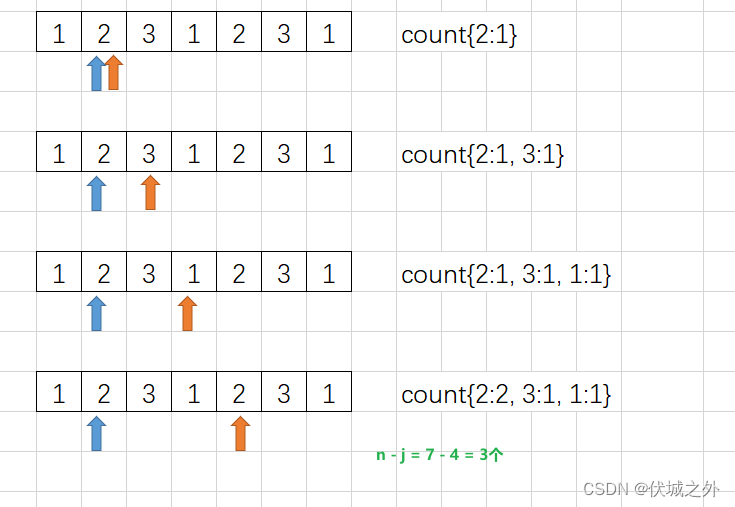 1 2 3 1 2 3 1 count{2:1}
1 2 3 1 2 3 1 count{2:1, 3:1}
1 2 3 1 2 3 1 count{2:1, 3:1, 1:1}
1 2 3 1 2 3 1 count{2:2, 3:1, 1:1}
n - j = 7 - 4 = 3个
CSDN @伏城之外